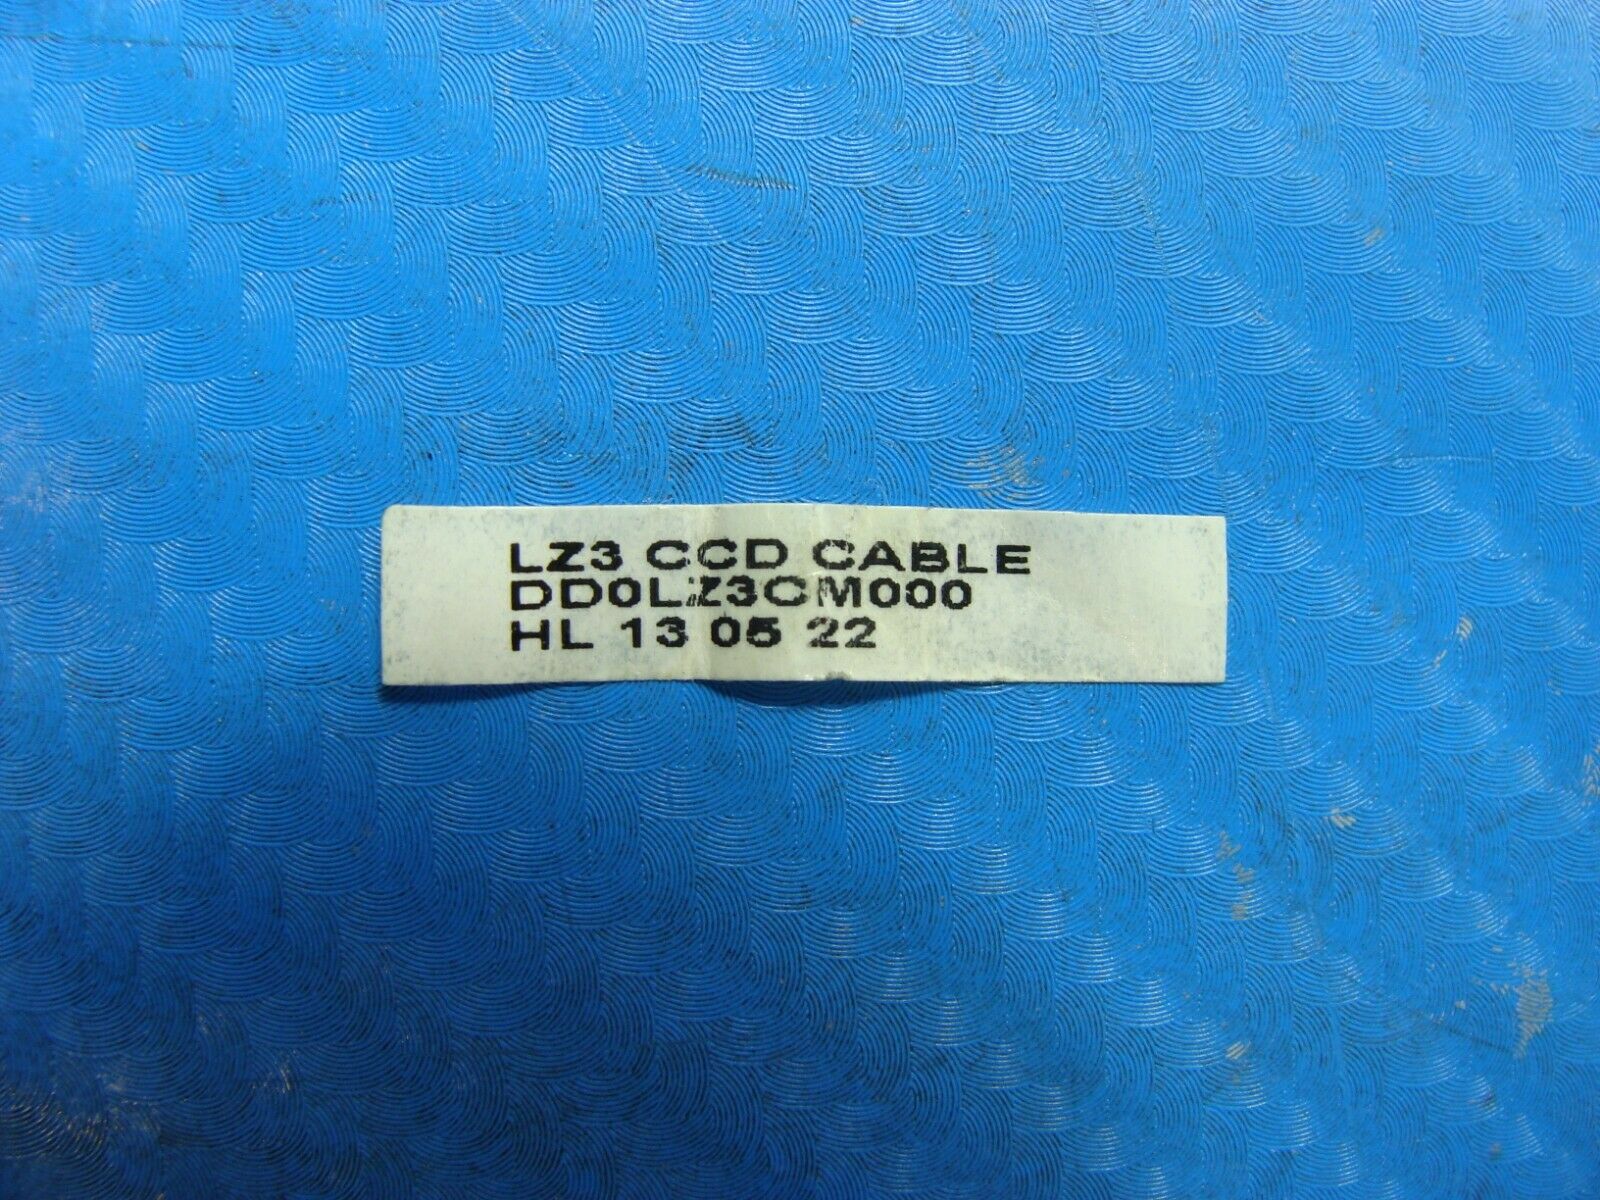 LZ3 CCD CABLE
DD0LZ3CM000
HL 13 05 22